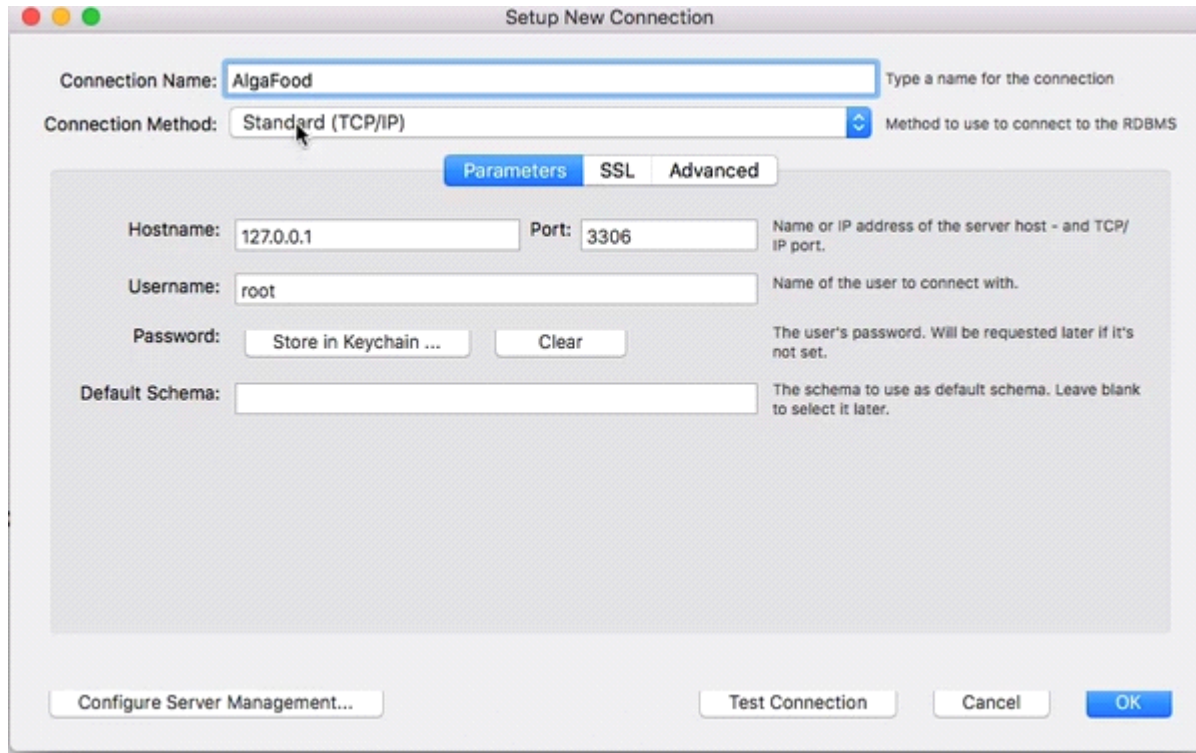 Setup New Connection
Connection Name: AlgaFood Type a name for the connection
Connection Method: Standard (TCP/IP) Method to use to connect to the RDBMS
Parameters SSL Advanced
Hostname: 127.0.0.1 Port: 3306 Name or IP address of the server host - and TCP/
IP port.
Username: root Name of the user to connect with.
Password: Store in Keychain ... Clear The user's password. Will be requested later if it's
not set.
Default Schema: The schema to use as default schema. Leave blank
to select it later.
Configure Server Management... Test Connection Cancel OK